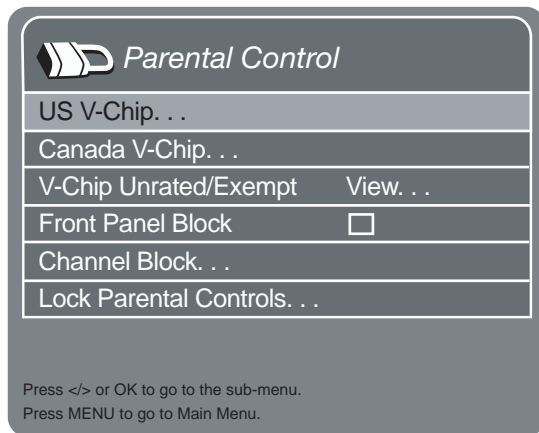 Parental Control
US V-Chip. . .
Canada V-Chip. . .
V-Chip Unrated/Exempt View. . .
Front Panel Block
Channel Block. . .
Lock Parental Controls. . .
Press </> or OK to go to the sub-menu.
Press MENU to go to Main Menu.